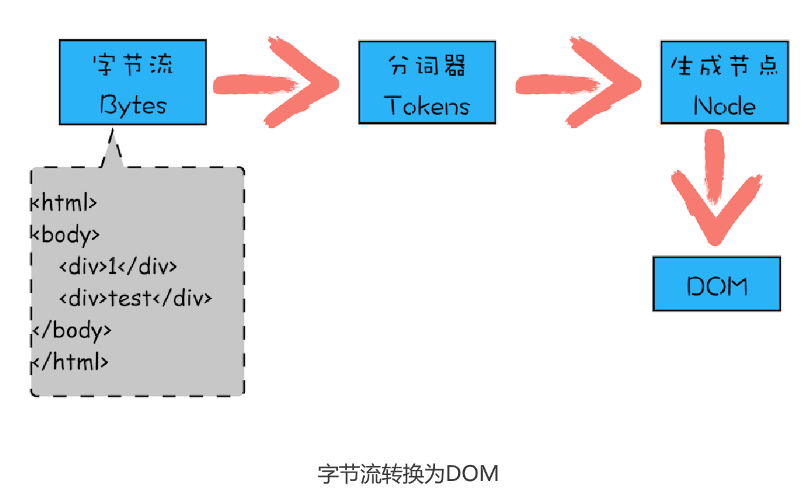 字节流
Bytes
分词器
Tokens
生成节点
Node
<html>
<body>
<div>1</div>
<div>test</div>
</body>
</html>
DOM
字节流转换为DOM